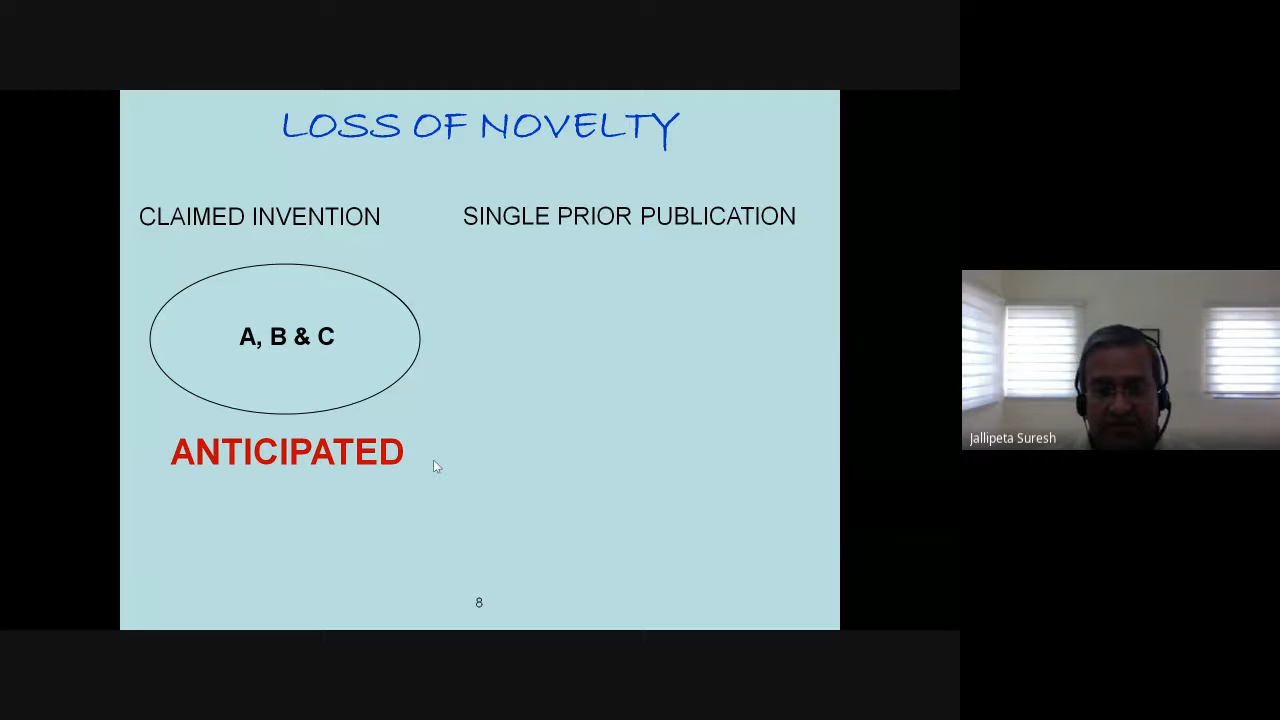 LOSS OF NOVELTY
CLAIMED INVENTION
SINGLE PRIOR PUBLICATION
A, B & C
ANTICIPATED
8
Jallipeta Suresh